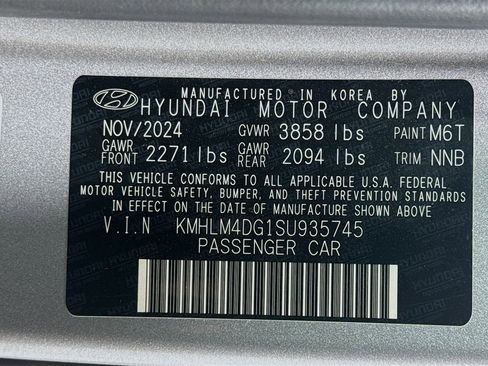 MANUFACTURED IN KOREA BY
HYUNDAI MOTOR COMPANY
NOV/2024 GVWR 3858 lbs PAINT M6T
GAWR FRONT 2271 lbs GAWR REAR 2094 lbs TRIM NNB
THIS VEHICLE CONFORMS TO ALL APPLICABLE U.S.A. FEDERAL
MOTOR VEHICLE SAFETY, BUMPER, AND THEFT PREVENTION
STANDARDS IN EFFECT ON THE DATE OF MANUFACTURE SHOWN ABOVE
V.I.N KMHLM4DG1SU935745
PASSENGER CAR